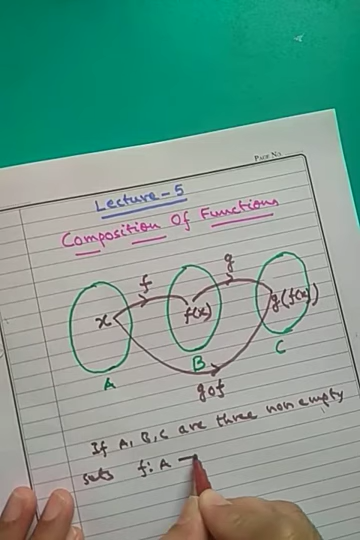 PAGE No
Lecture - 5
Composition Of Functions
f
g
x
f(x)
g(f(x))
A
B
C
gof
If A, B, C are three non empty
sets f: A